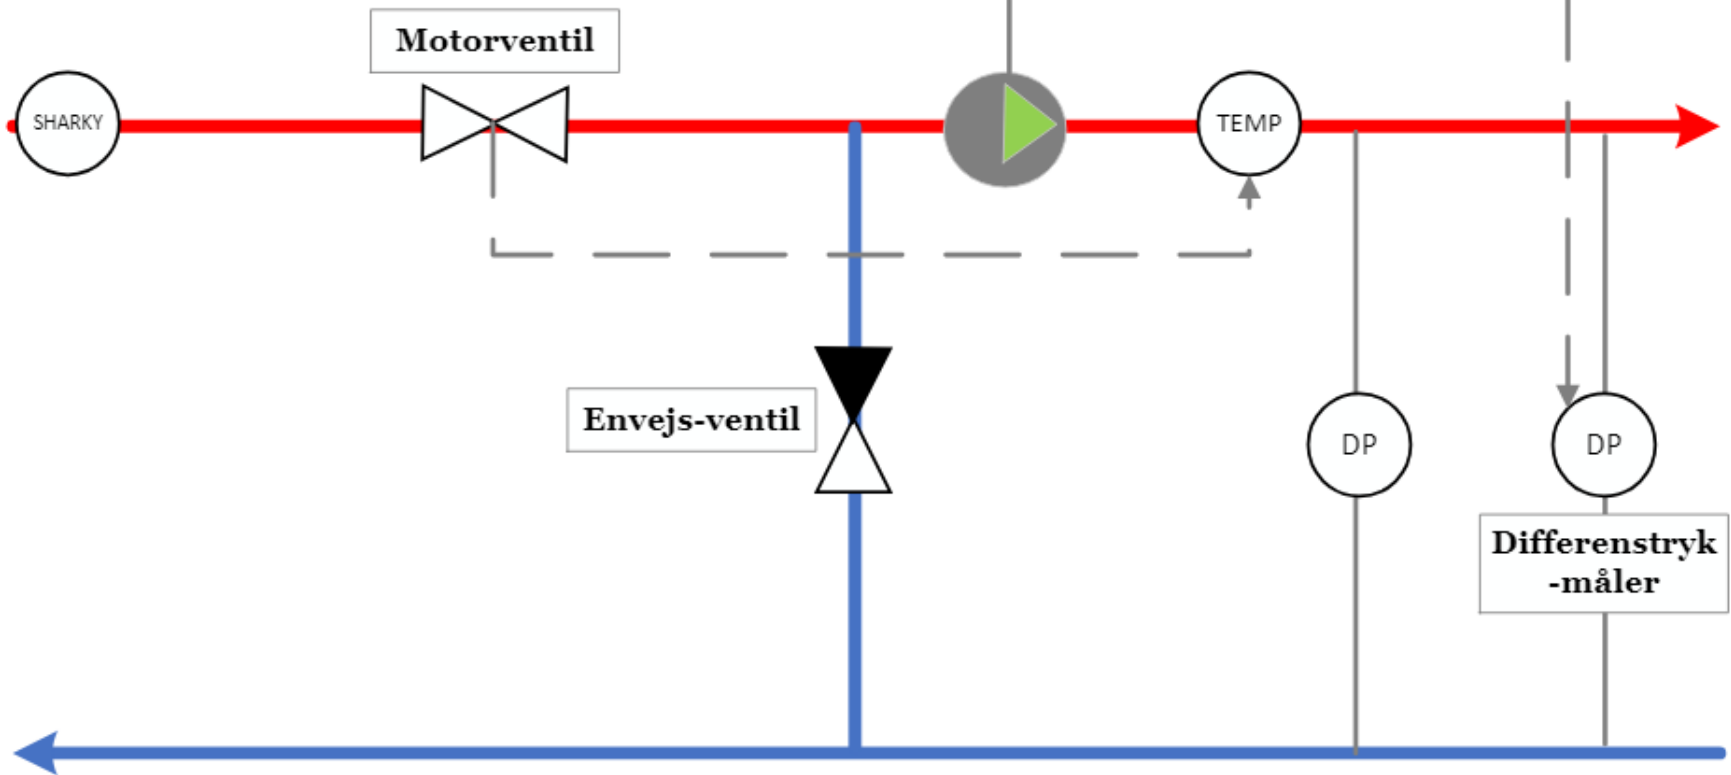 Motorventil
SHARKY
TEMP
Envejs-ventil
DP
DP
Differenstryk
-måler